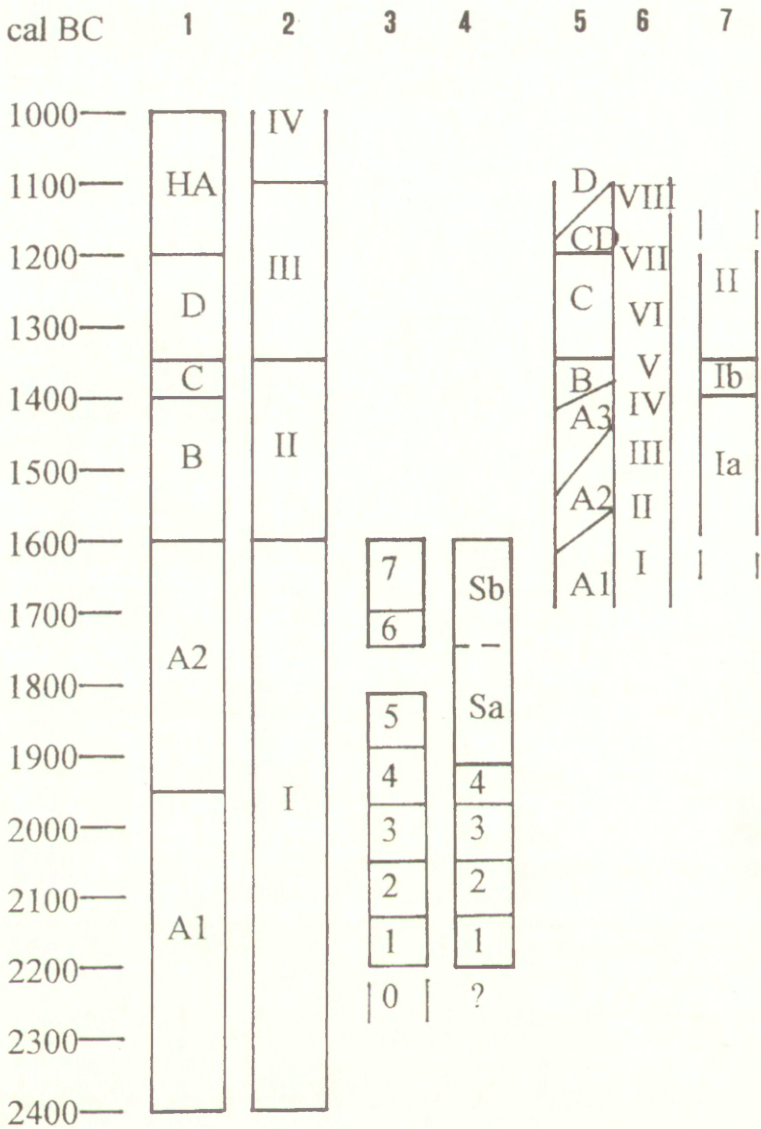 cal BC 1 2 3 4 5 6 7
1000 IV
1100 HA D VIII
1200 III CD VII
D C II
1300 VI
C V Ib
1400 B IV
A3
B II III Ia
1500
A2 II
1600 7 Sb I
A1
1700 6
A2
1800 Sa
5
1900
4 4
I
2000 3 3
2100 2 2
A1 1 1
2200
0 ?
2300
2400